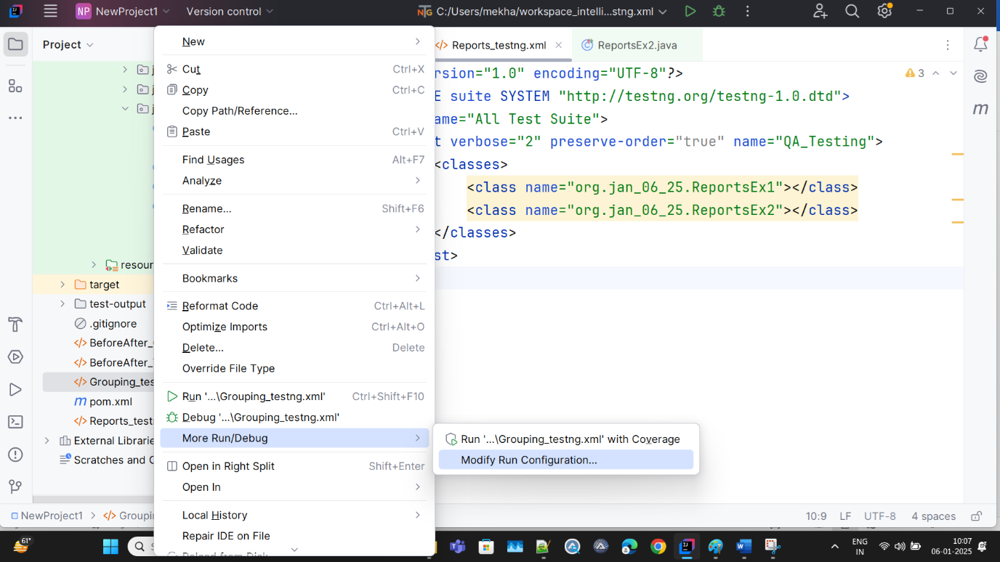 NP NewProject1 Version control C:/Users/mekha/workspace_intelli...stng.xml
Project
Reports_testng.xml
ReportsEx2.java
rsion="1.0" encoding="UTF-8"?>
3
E suite SYSTEM "http://testng.org/testng-1.0.dtd">
ame="All Test Suite">
t verbose="2" preserve-order="true" name="QA_Testing">
<classes>
<class name="org.jan_06_25.ReportsEx1"></class>
<class name="org.jan_06_25.ReportsEx2"></class>
</classes>
st>
resour
target
test-output
.gitignore
BeforeAfter_
BeforeAfter_
Grouping_tes
pom.xml
Reports_testn
External Librarie
Scratches and
New
Cut Ctrl+X
Copy Ctrl+C
Copy Path/Reference...
Paste Ctrl+V
Find Usages Alt+F7
Analyze
Rename... Shift+F6
Refactor
Validate
Bookmarks
Reformat Code Ctrl+Alt+L
Optimize Imports Ctrl+Alt+O
Delete... Delete
Override File Type
Run '...\Grouping_testng.xml' Ctrl+Shift+F10
Debug '...\Grouping_testng.xml'
More Run/Debug
Run '...\Grouping_testng.xml' with Coverage
Modify Run Configuration...
Open in Right Split Shift+Enter
Open In
Local History
Repair IDE on File
Reload from Disk
NewProject1 > Groupin
10:9 LF UTF-8 4 spaces
61°
ENG
IN
10:07
06-01-2025